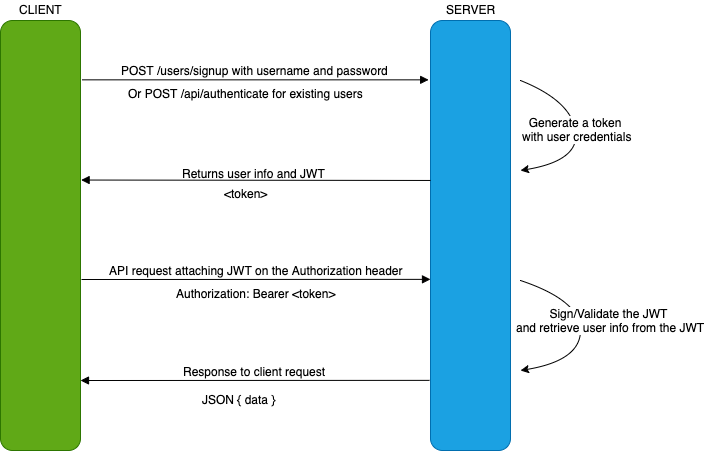 CLIENT
SERVER
POST /users/signup with username and password
Or POST /api/authenticate for existing users
Generate a token
with user credentials
Returns user info and JWT
<token>
API request attaching JWT on the Authorization header
Authorization: Bearer <token>
Sign/Validate the JWT
and retrieve user info from the JWT
Response to client request
JSON { data }